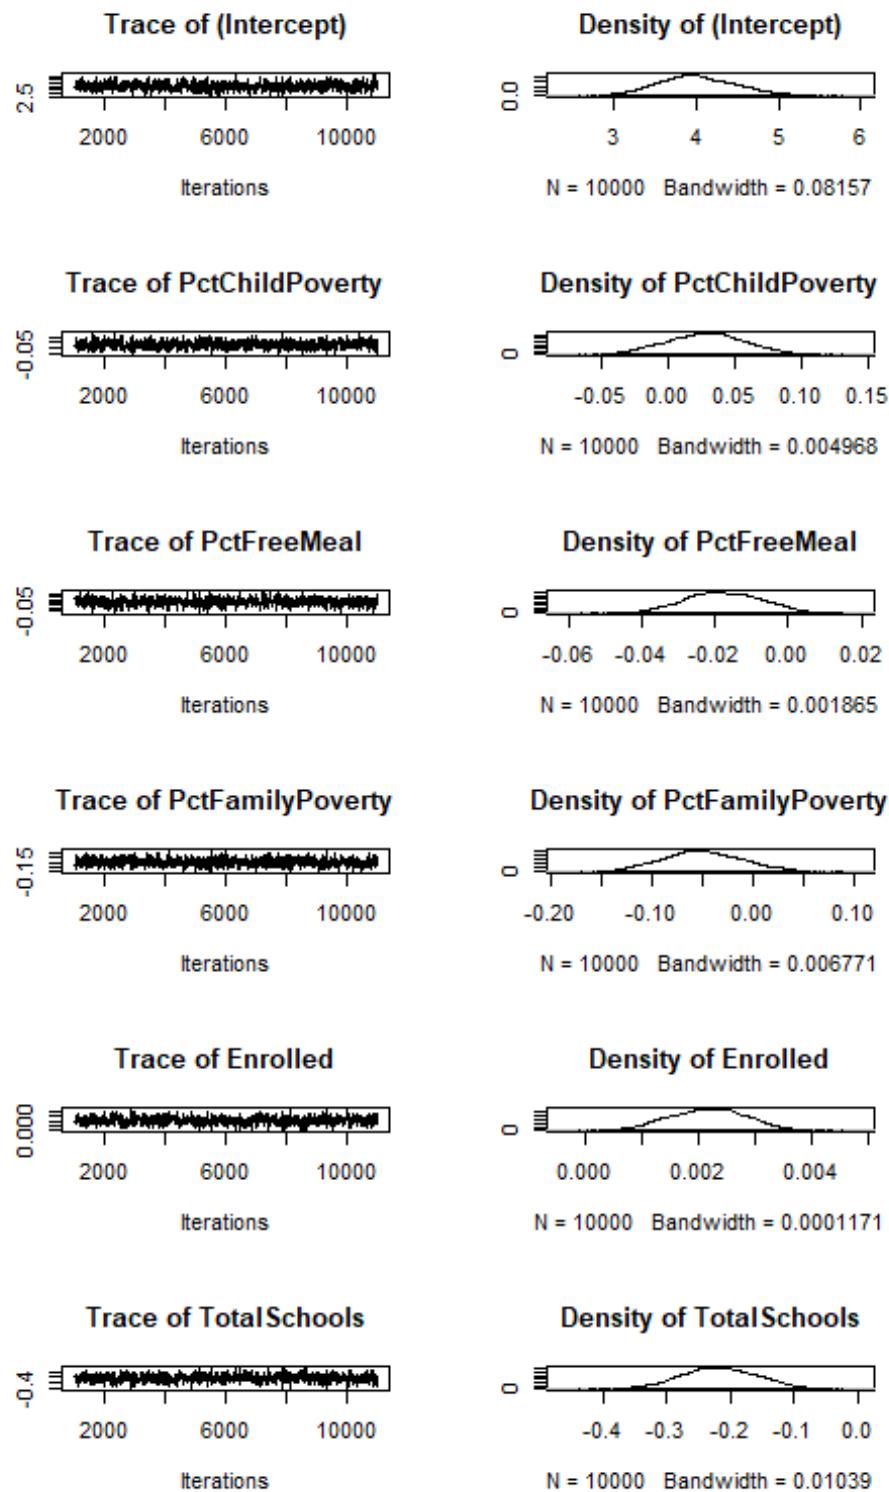 Trace of (Intercept)
Density of (Intercept)
2.5
0.0
2000 6000 10000
3 4 5 6
Iterations
N = 10000 Bandwidth = 0.08157
Trace of PctChildPoverty
Density of PctChildPoverty
-0.05
0
2000 6000 10000
-0.05 0.00 0.05 0.10 0.15
Iterations
N = 10000 Bandwidth = 0.004968
Trace of PctFreeMeal
Density of PctFreeMeal
-0.05
0
2000 6000 10000
-0.06 -0.04 -0.02 0.00 0.02
Iterations
N = 10000 Bandwidth = 0.001865
Trace of PctFamilyPoverty
Density of PctFamilyPoverty
-0.15
0
2000 6000 10000
-0.20 -0.10 0.00 0.10
Iterations
N = 10000 Bandwidth = 0.006771
Trace of Enrolled
Density of Enrolled
0.000
0
2000 6000 10000
0.000 0.002 0.004
Iterations
N = 10000 Bandwidth = 0.0001171
Trace of TotalSchools
Density of TotalSchools
-0.4
0
2000 6000 10000
-0.4 -0.3 -0.2 -0.1 0.0
Iterations
N = 10000 Bandwidth = 0.01039